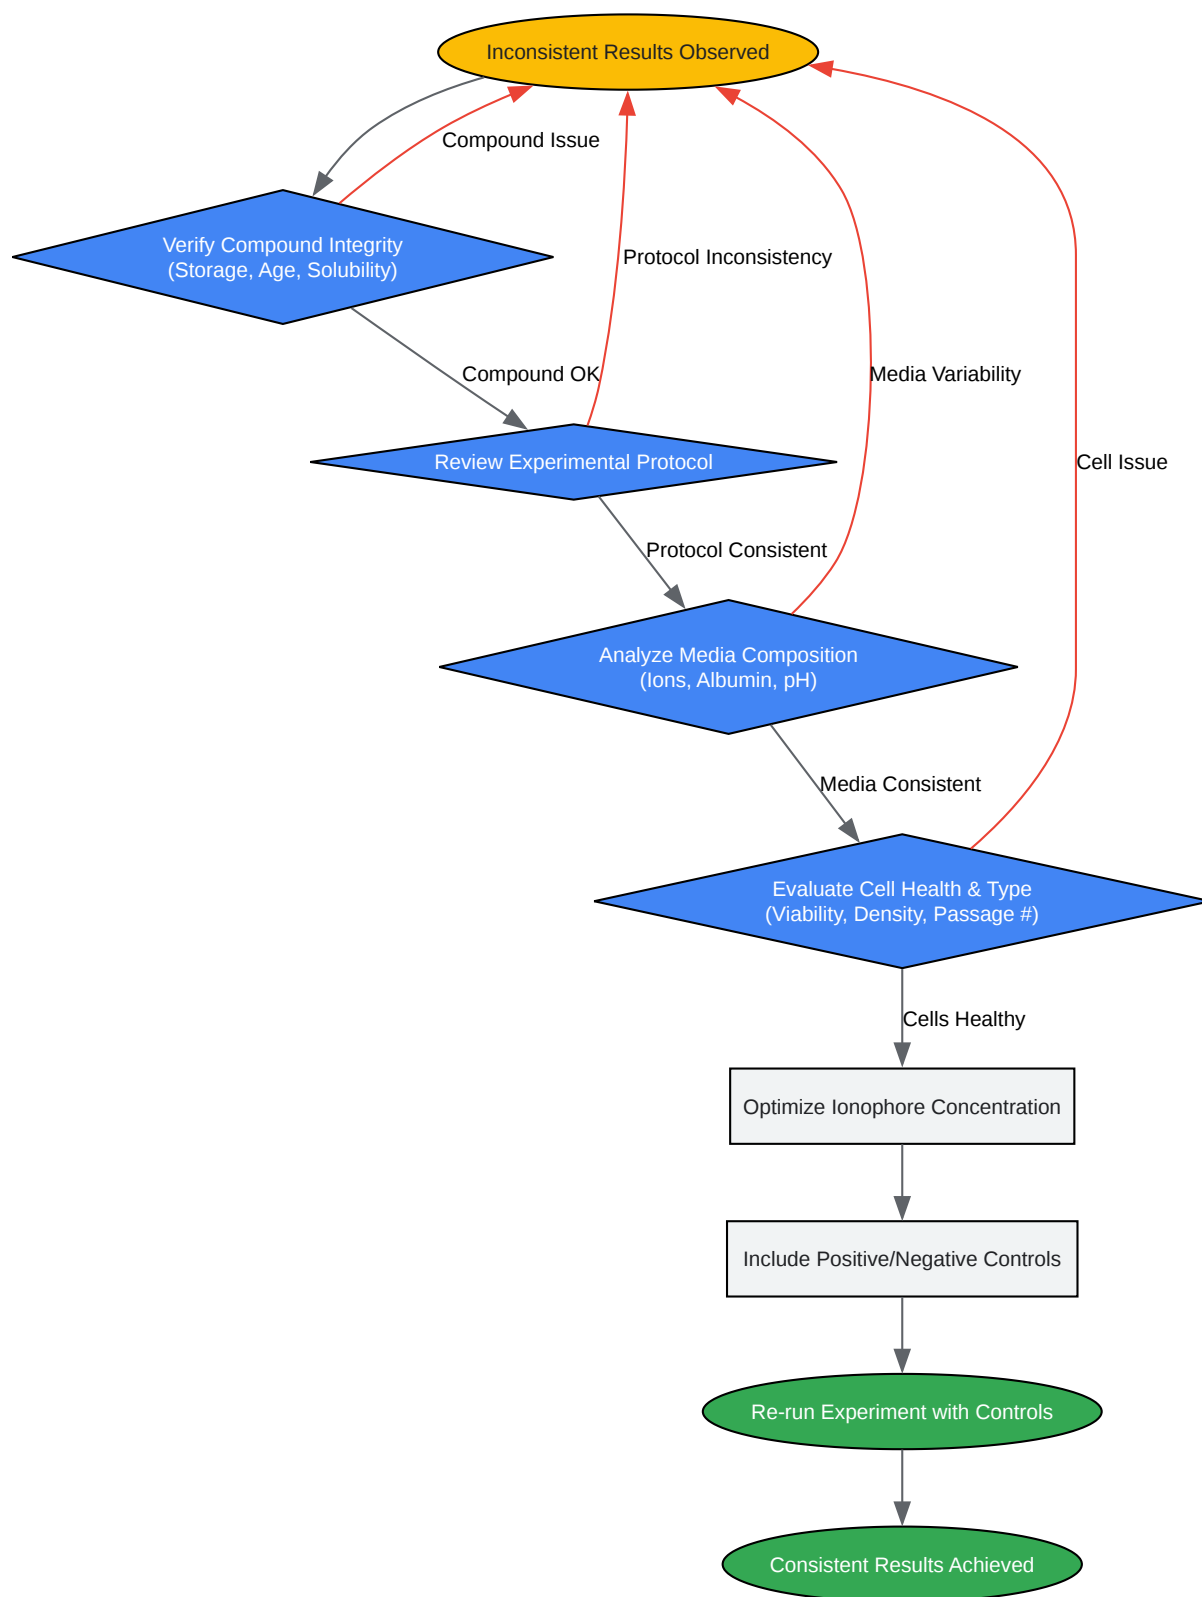 Inconsistent Results Observed
Compound Issue
Verify Compound Integrity
(Storage, Age, Solubility)
Protocol Inconsistency
Compound OK
Media Variability
Review Experimental Protocol
Cell Issue
Protocol Consistent
Analyze Media Composition
(Ions, Albumin, pH)
Media Consistent
Evaluate Cell Health & Type
(Viability, Density, Passage #)
Cells Healthy
Optimize Ionophore Concentration
Include Positive/Negative Controls
Re-run Experiment with Controls
Consistent Results Achieved